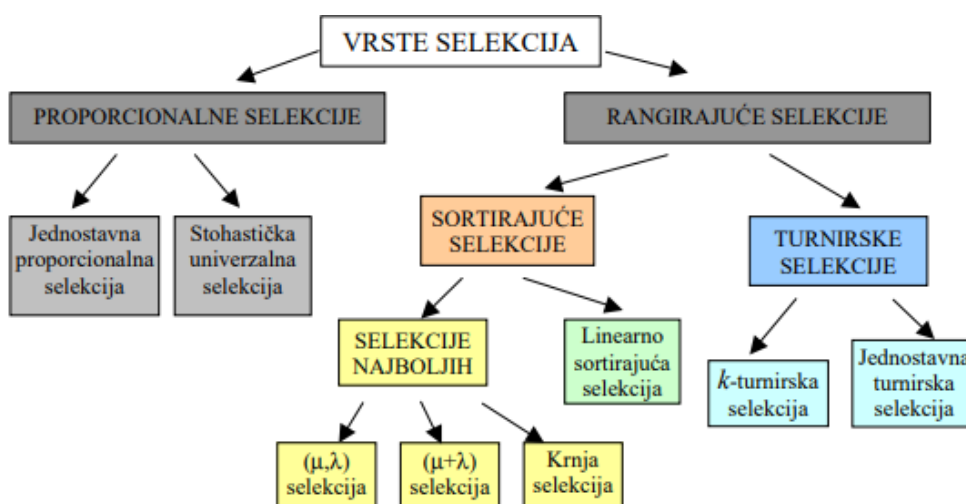 VRSTE SELEKCIJA
PROPORCIONALNE SELEKCIJE
RANGIRAJUĆE SELEKCIJE
Jednostavna
proporcionalna
selekcija
Stohastička
univerzalna
selekcija
SORTIRAJUĆE
SELEKCIJE
TURNIRSKE
SELEKCIJE
SELEKCIJE
NAJBOLJIH
Linearno
sortirajuća
selekcija
k-turnirska
selekcija
Jednostavna
turnirska
selekcija
(μ,λ)
selekcija
(μ+λ)
selekcija
Krnja
selekcija